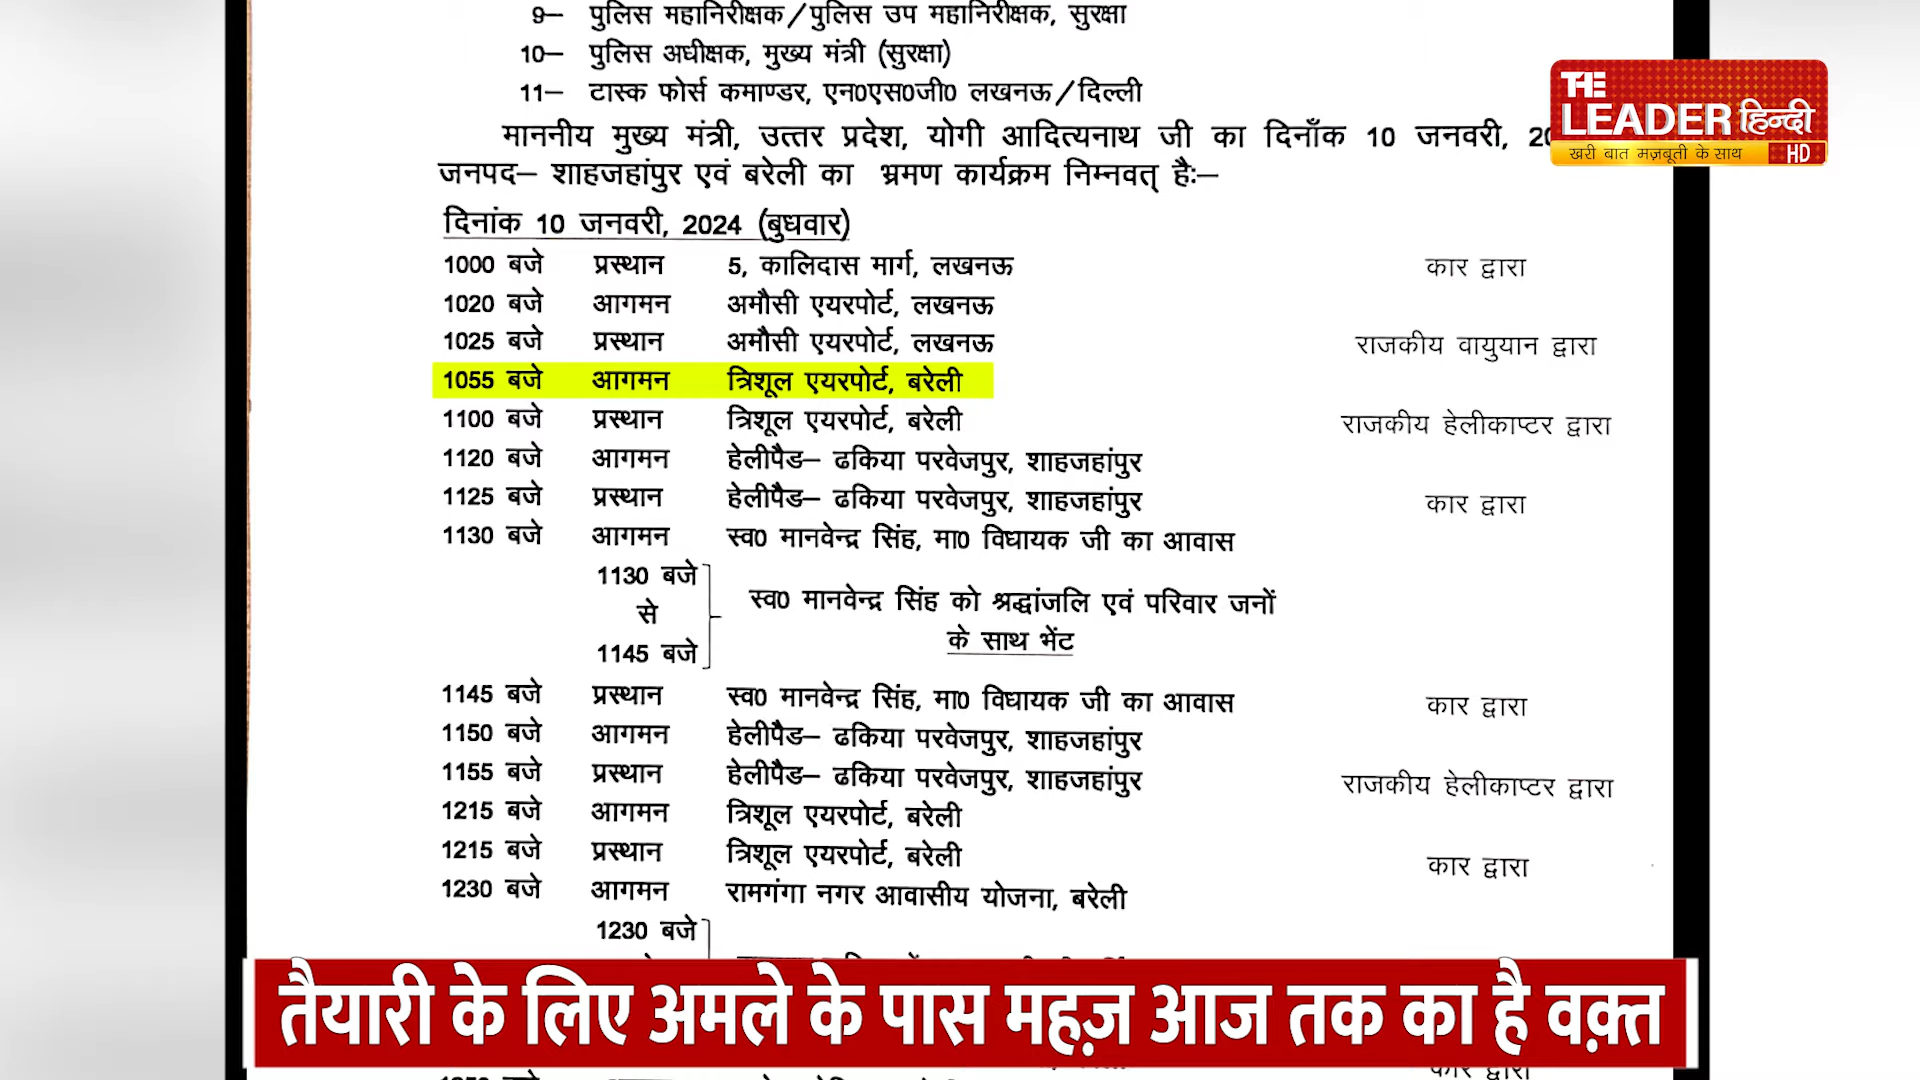 9– पुलिस महानिरीक्षक/पुलिस उप महानिरीक्षक, सुरक्षा
10– पुलिस अधीक्षक, मुख्य मंत्री (सुरक्षा)
11– टास्क फोर्स कमाण्डर, एन0एस0जी0 लखनऊ/दिल्ली
THE
LEADER हिन्दी
खरी बात मज़बूती के साथ HD
माननीय मुख्य मंत्री, उत्तर प्रदेश, योगी आदित्यनाथ जी का दिनाँक 10 जनवरी,
जनपद– शाहजहांपुर एवं बरेली का भ्रमण कार्यक्रम निम्नवत् हैः–
दिनांक 10 जनवरी, 2024 (बुधवार)
1000 बजे प्रस्थान 5, कालिदास मार्ग, लखनऊ कार द्वारा
1020 बजे आगमन अमौसी एयरपोर्ट, लखनऊ
1025 बजे प्रस्थान अमौसी एयरपोर्ट, लखनऊ राजकीय वायुयान द्वारा
1055 बजे आगमन त्रिशूल एयरपोर्ट, बरेली
1100 बजे प्रस्थान त्रिशूल एयरपोर्ट, बरेली राजकीय हेलीकाप्टर द्वारा
1120 बजे आगमन हेलीपैड– ढकिया परवेजपुर, शाहजहांपुर
1125 बजे प्रस्थान हेलीपैड– ढकिया परवेजपुर, शाहजहांपुर कार द्वारा
1130 बजे आगमन स्व0 मानवेन्द्र सिंह, मा0 विधायक जी का आवास
1130 बजे
से
1145 बजे
स्व0 मानवेन्द्र सिंह को श्रद्धांजलि एवं परिवार जनों
के साथ भेंट
1145 बजे प्रस्थान स्व0 मानवेन्द्र सिंह, मा0 विधायक जी का आवास कार द्वारा
1150 बजे आगमन हेलीपैड– ढकिया परवेजपुर, शाहजहांपुर
1155 बजे प्रस्थान हेलीपैड– ढकिया परवेजपुर, शाहजहांपुर राजकीय हेलीकाप्टर द्वारा
1215 बजे आगमन त्रिशूल एयरपोर्ट, बरेली
1215 बजे प्रस्थान त्रिशूल एयरपोर्ट, बरेली कार द्वारा
1230 बजे आगमन रामगंगा नगर आवासीय योजना, बरेली
1230 बजे
तैयारी के लिए अमले के पास महज़ आज तक का है वक़्त